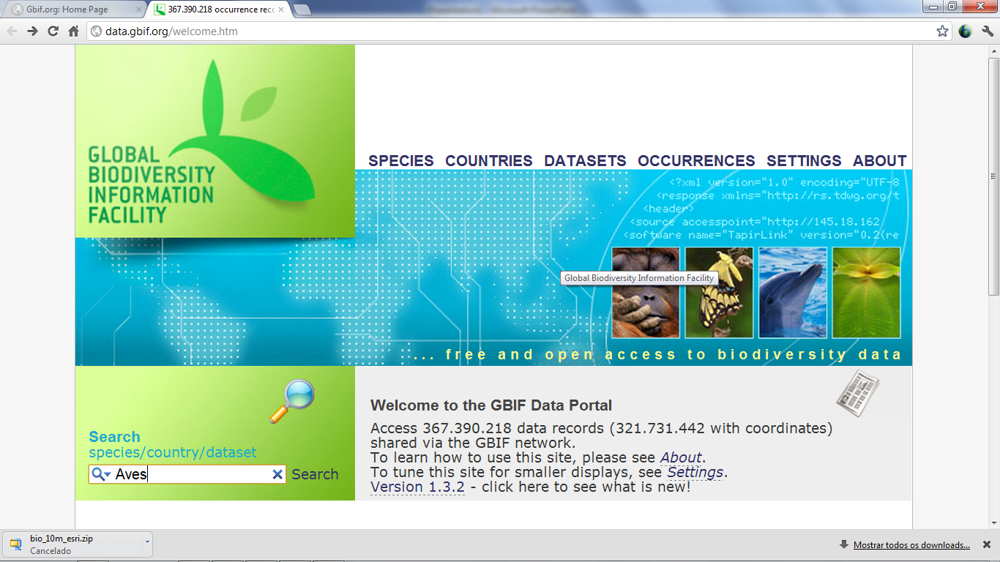 Gbif.org: Home Page
367.390.218 occurrence rec
data.gbif.org/welcome.htm
GLOBAL
BIODIVERSITY
INFORMATION
FACILITY
SPECIES COUNTRIES DATASETS OCCURRENCES SETTINGS ABOUT
<?xml version="1.0" encoding="UTF-8
<response xmlns="http://rs.tdwg.org/t
<header>
<source accesspoint="http://145.18.162
<software name="TapirLink" version="0.2(re
Global Biodiversity Information Facility
... free and open access to biodiversity data
Search
species/country/dataset
Aves
Search
Welcome to the GBIF Data Portal
Access 367.390.218 data records (321.731.442 with coordinates)
shared via the GBIF network.
To learn how to use this site, please see About.
To tune this site for smaller displays, see Settings.
Version 1.3.2 - click here to see what is new!
bio_10m_esri.zip
Cancelado
Mostrar todos os downloads...